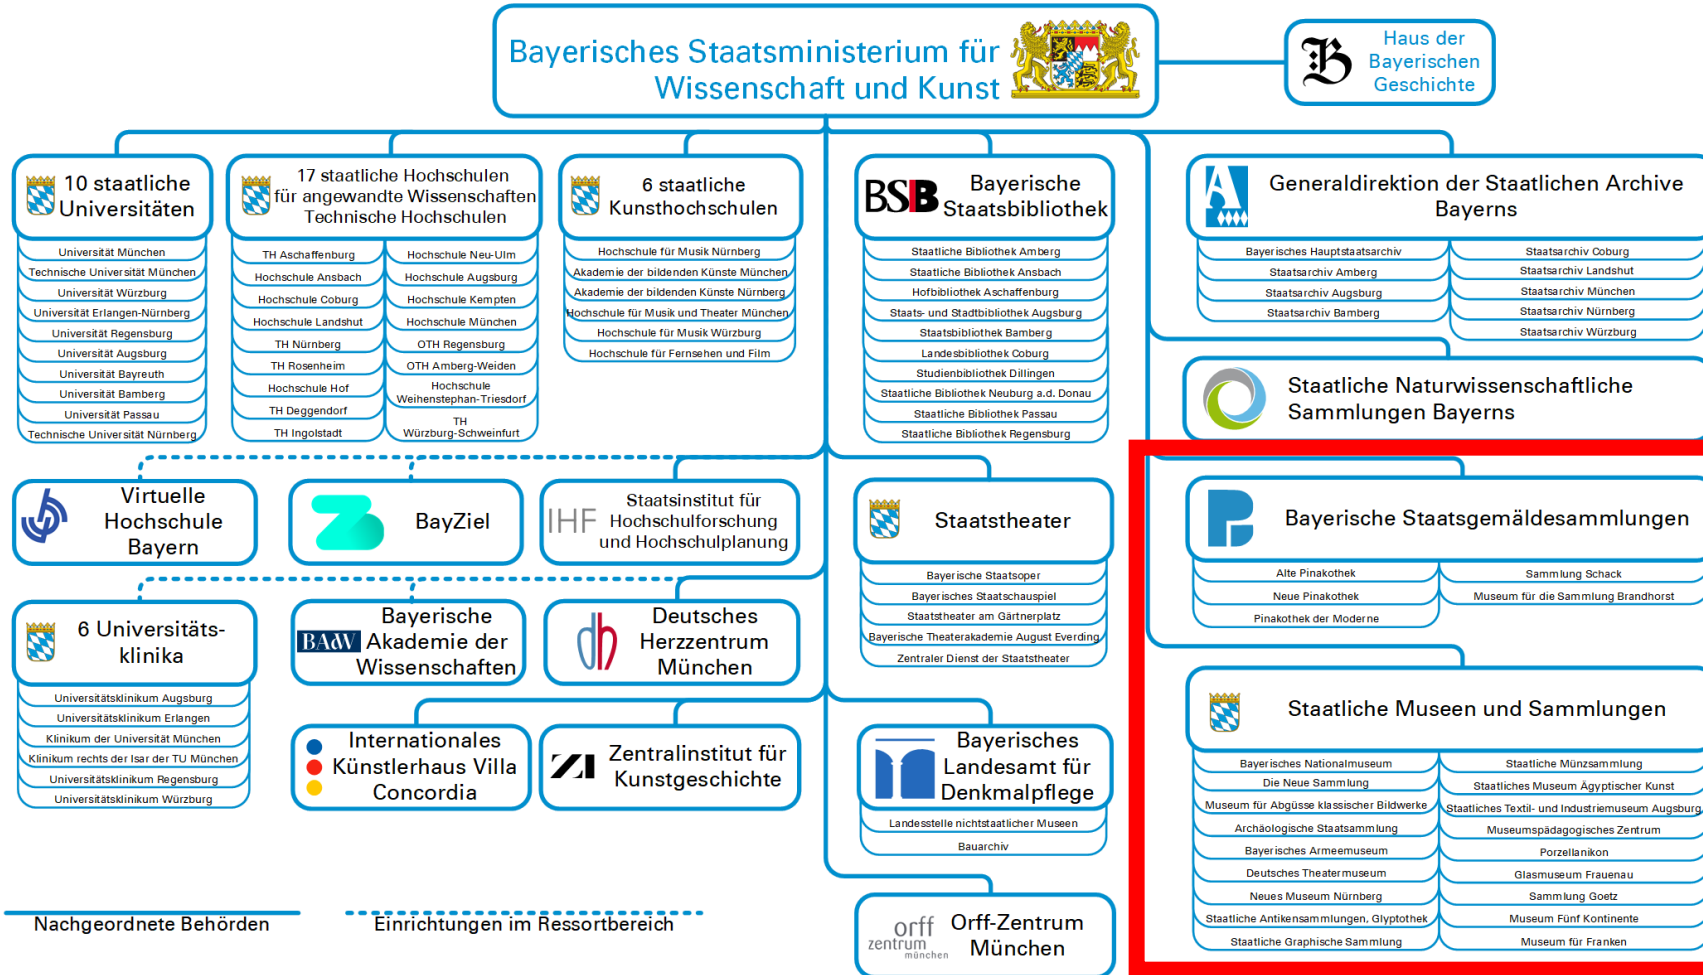 Bayerisches Staatsministerium für
Wissenschaft und Kunst
Haus der
Bayerischen
Geschichte
10 staatliche
Universitäten
Universität München
Technische Universität München
Universität Würzburg
Universität Erlangen-Nürnberg
Universität Regensburg
Universität Augsburg
Universität Bayreuth
Universität Bamberg
Universität Passau
Technische Universität Nürnberg
17 staatliche Hochschulen
für angewandte Wissenschaften
Technische Hochschulen
TH Aschaffenburg
Hochschule Ansbach
Hochschule Coburg
Hochschule Landshut
TH Nürnberg
TH Rosenheim
Hochschule Hof
TH Deggendorf
TH Ingolstadt
Hochschule Neu-Ulm
Hochschule Augsburg
Hochschule Kempten
Hochschule München
OTH Regensburg
OTH Amberg-Weiden
Hochschule
Weihenstephan-Triesdorf
TH
Würzburg-Schweinfurt
6 staatliche
Kunsthochschulen
Hochschule für Musik Nürnberg
Akademie der bildenden Künste München
Akademie der bildenden Künste Nürnberg
Hochschule für Musik und Theater München
Hochschule für Musik Würzburg
Hochschule für Fernsehen und Film
BSB
Bayerische
Staatsbibliothek
Staatliche Bibliothek Amberg
Staatliche Bibliothek Ansbach
Hofbibliothek Aschaffenburg
Staats- und Stadtbibliothek Augsburg
Staatsbibliothek Bamberg
Landesbibliothek Coburg
Studienbibliothek Dillingen
Staatliche Bibliothek Neuburg a.d. Donau
Staatliche Bibliothek Passau
Staatliche Bibliothek Regensburg
Generaldirektion der Staatlichen Archive
Bayerns
Bayerisches Hauptstaatsarchiv
Staatsarchiv Amberg
Staatsarchiv Augsburg
Staatsarchiv Bamberg
Staatsarchiv Coburg
Staatsarchiv Landshut
Staatsarchiv München
Staatsarchiv Nürnberg
Staatsarchiv Würzburg
Staatliche Naturwissenschaftliche
Sammlungen Bayerns
Virtuelle
Hochschule
Bayern
BayZiel
IHF
Staatsinstitut für
Hochschulforschung
und Hochschulplanung
Staatstheater
Bayerische Staatsoper
Bayerisches Staatsschauspiel
Staatstheater am Gärtnerplatz
Bayerische Theaterakademie August Everding
Zentraler Dienst der Staatstheater
Bayerische Staatsgemäldesammlungen
Alte Pinakothek
Neue Pinakothek
Pinakothek der Moderne
Sammlung Schack
Museum für die Sammlung Brandhorst
6 Universitäts-
klinika
Universitätsklinikum Augsburg
Universitätsklinikum Erlangen
Klinikum der Universität München
Klinikum rechts der Isar der TU München
Universitätsklinikum Regensburg
Universitätsklinikum Würzburg
BAdW
Bayerische
Akademie der
Wissenschaften
dh
Deutsches
Herzzentrum
München
Staatliche Museen und Sammlungen
Bayerisches Nationalmuseum
Die Neue Sammlung
Museum für Abgüsse klassischer Bildwerke
Archäologische Staatsammlung
Bayerisches Armeemuseum
Deutsches Theatermuseum
Neues Museum Nürnberg
Staatliche Antikensammlungen, Glyptothek
Staatliche Graphische Sammlung
Staatliche Münzsammlung
Staatliches Museum Ägyptischer Kunst
Staatliches Textil- und Industriemuseum Augsburg
Museumspädagogisches Zentrum
Porzellanikon
Glasmuseum Frauenau
Sammlung Goetz
Museum Fünf Kontinente
Museum für Franken
Internationales
Künstlerhaus Villa
Concordia
ZI
Zentralinstitut für
Kunstgeschichte
Bayerisches
Landesamt für
Denkmalpflege
Landesstelle nichtstaatlicher Museen
Bauarchiv
orff
zentrum
münchen
Orff-Zentrum
München
Nachgeordnete Behörden
Einrichtungen im Ressortbereich